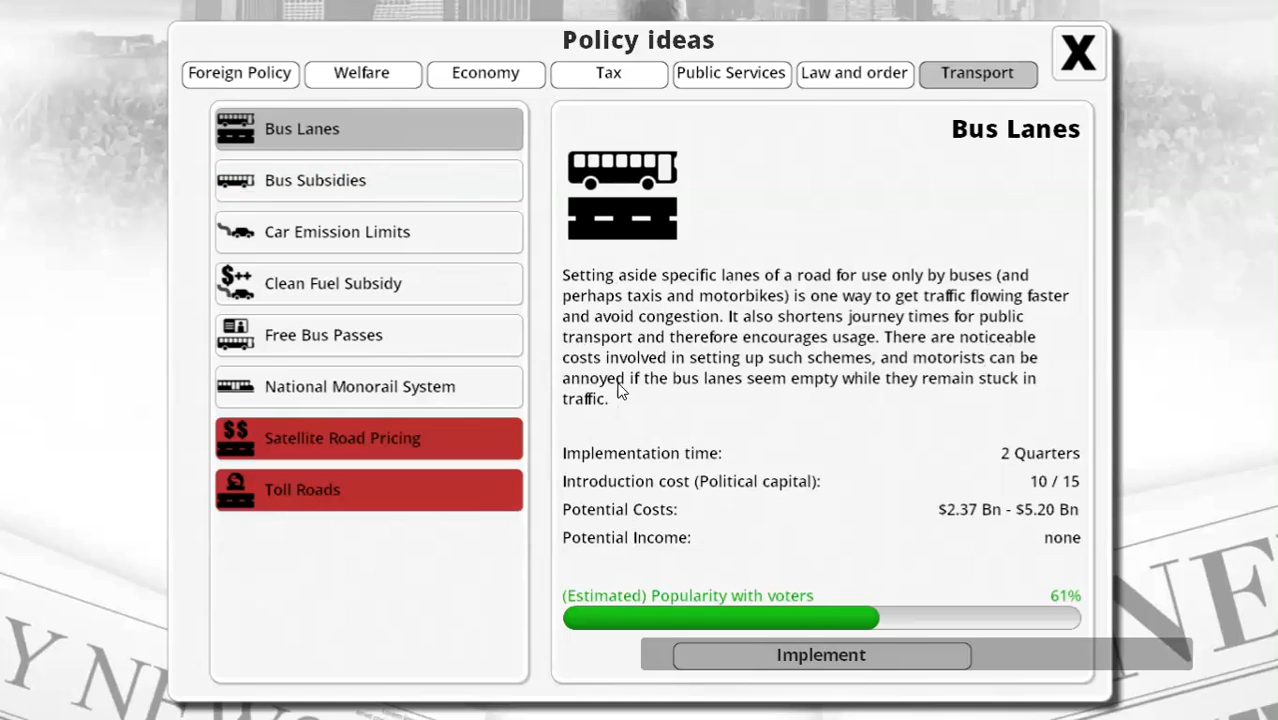 Policy ideas
X
Foreign Policy
Welfare
Economy
Tax
Public Services
Law and order
Transport
Bus Lanes
Bus Subsidies
Car Emission Limits
Clean Fuel Subsidy
Free Bus Passes
National Monorail System
Satellite Road Pricing
Toll Roads
Bus Lanes
Setting aside specific lanes of a road for use only by buses (and
perhaps taxis and motorbikes) is one way to get traffic flowing faster
and avoid congestion. It also shortens journey times for public
transport and therefore encourages usage. There are noticeable
costs involved in setting up such schemes, and motorists can be
annoyed if the bus lanes seem empty while they remain stuck in
traffic.
Implementation time: 2 Quarters
Introduction cost (Political capital): 10 / 15
Potential Costs: $2.37 Bn - $5.20 Bn
Potential Income: none
(Estimated) Popularity with voters 61%
Implement